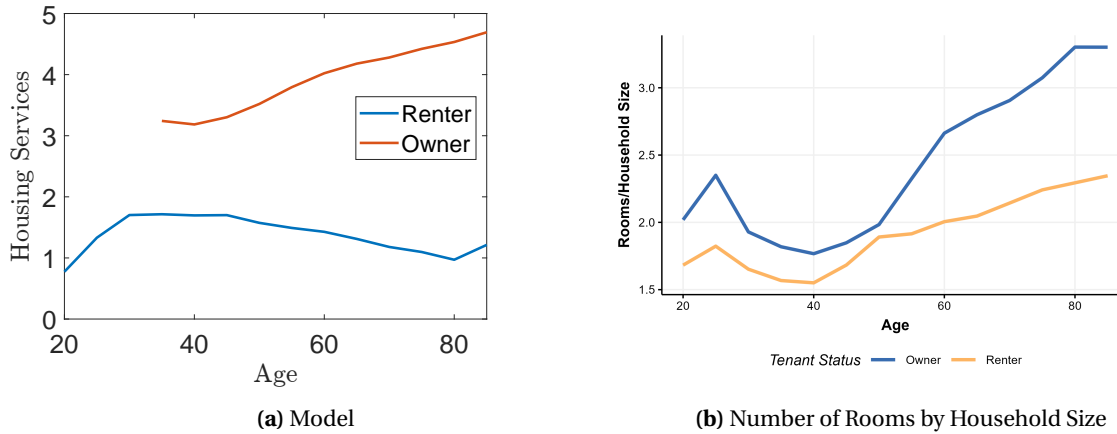 5
4
3
2
1
0
Housing Services
Renter
Owner
20
40
60
80
Age
(a) Model
3.0
2.5
2.0
1.5
Rooms/Household Size
20
40
60
80
Age
Tenant Status Owner Renter
(b) Number of Rooms by Household Size